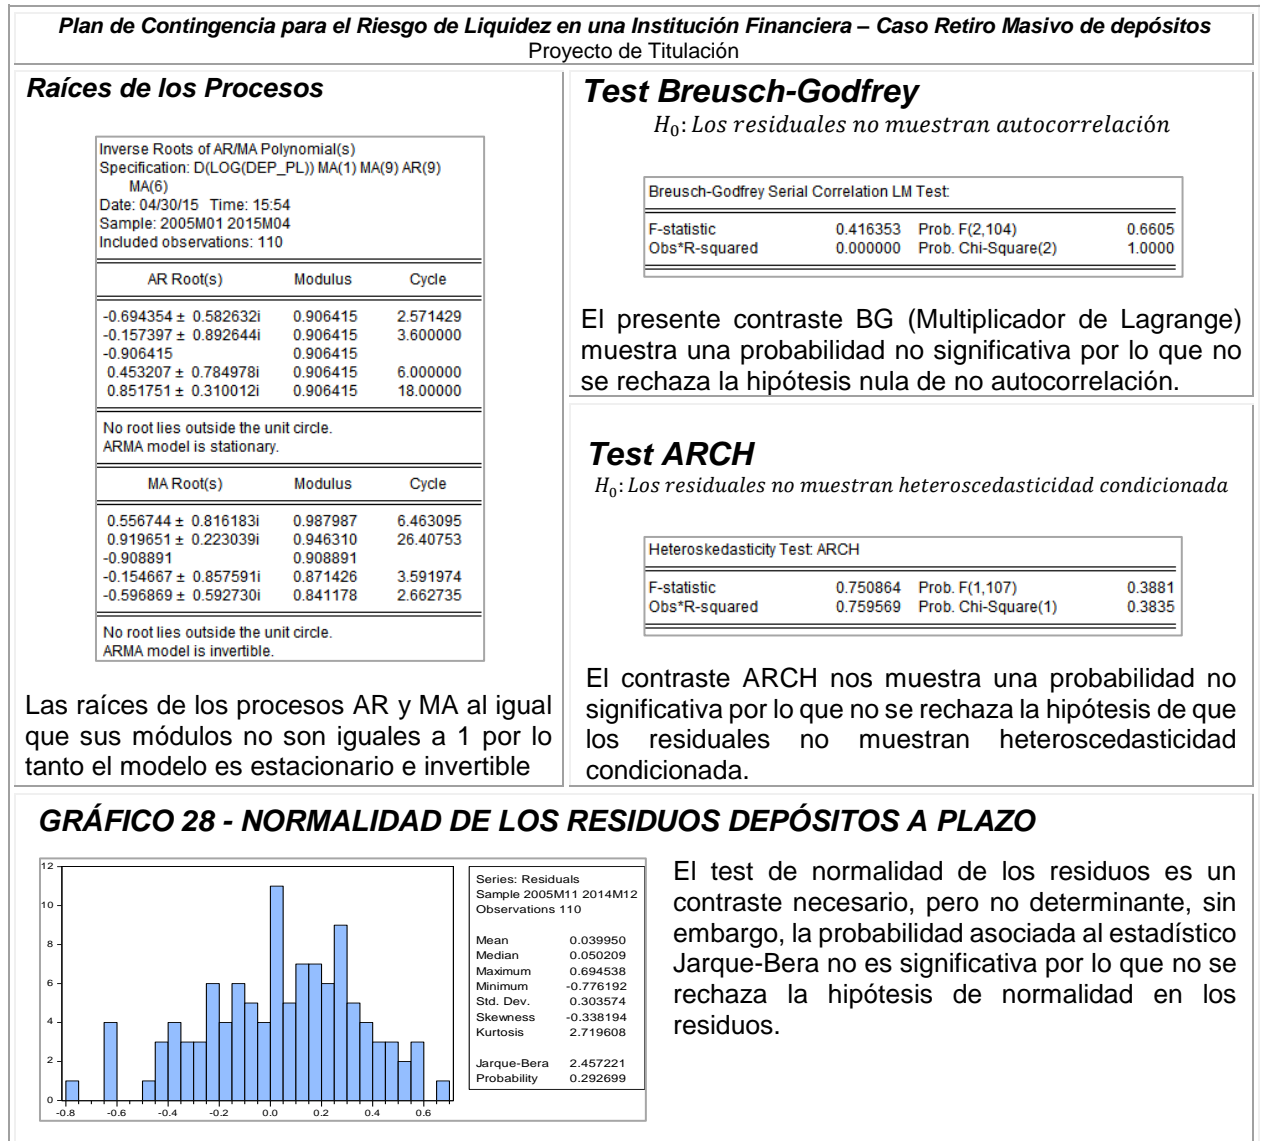 Plan de Contingencia para el Riesgo de Liquidez en una Institución Financiera – Caso Retiro Masivo de depósitos
Proyecto de Titulación
Raíces de los Procesos
Inverse Roots of AR/MA Polynomial(s)
Specification: D(LOG(DEP_PL)) MA(1) MA(9) AR(9)
MA(6)
Date: 04/30/15 Time: 15:54
Sample: 2005M01 2015M04
Included observations: 110
AR Root(s) Modulus Cycle
-0.694354 ± 0.582632i 0.906415 2.571429
-0.157397 ± 0.892644i 0.906415 3.600000
-0.906415 0.906415
0.453207 ± 0.784978i 0.906415 6.000000
0.851751 ± 0.310012i 0.906415 18.00000
No root lies outside the unit circle.
ARMA model is stationary.
MA Root(s) Modulus Cycle
0.556744 ± 0.816183i 0.987987 6.463095
0.919651 ± 0.223039i 0.946310 26.40753
-0.908891 0.908891
-0.154667 ± 0.857591i 0.871426 3.591974
-0.596869 ± 0.592730i 0.841178 2.662735
No root lies outside the unit circle.
ARMA model is invertible.
Las raíces de los procesos AR y MA al igual
que sus módulos no son iguales a 1 por lo
tanto el modelo es estacionario e invertible
Test Breusch-Godfrey
H₀: Los residuales no muestran autocorrelación
Breusch-Godfrey Serial Correlation LM Test:
F-statistic 0.416353 Prob. F(2,104) 0.6605
Obs*R-squared 0.000000 Prob. Chi-Square(2) 1.0000
El presente contraste BG (Multiplicador de Lagrange)
muestra una probabilidad no significativa por lo que no
se rechaza la hipótesis nula de no autocorrelación.
Test ARCH
H₀: Los residuales no muestran heteroscedasticidad condicionada
Heteroskedasticity Test: ARCH
F-statistic 0.750864 Prob. F(1,107) 0.3881
Obs*R-squared 0.759569 Prob. Chi-Square(1) 0.3835
El contraste ARCH nos muestra una probabilidad no
significativa por lo que no se rechaza la hipótesis de que
los residuales no muestran heteroscedasticidad
condicionada.
GRÁFICO 28 - NORMALIDAD DE LOS RESIDUOS DEPÓSITOS A PLAZO
12
10
8
6
4
2
0
-0.8 -0.6 -0.4 -0.2 0.0 0.2 0.4 0.6
Series: Residuals
Sample 2005M11 2014M12
Observations 110
Mean 0.039950
Median 0.050209
Maximum 0.694538
Minimum -0.776192
Std. Dev. 0.303574
Skewness -0.338194
Kurtosis 2.719608
Jarque-Bera 2.457221
Probability 0.292699
El test de normalidad de los residuos es un
contraste necesario, pero no determinante, sin
embargo, la probabilidad asociada al estadístico
Jarque-Bera no es significativa por lo que no se
rechaza la hipótesis de normalidad en los
residuos.